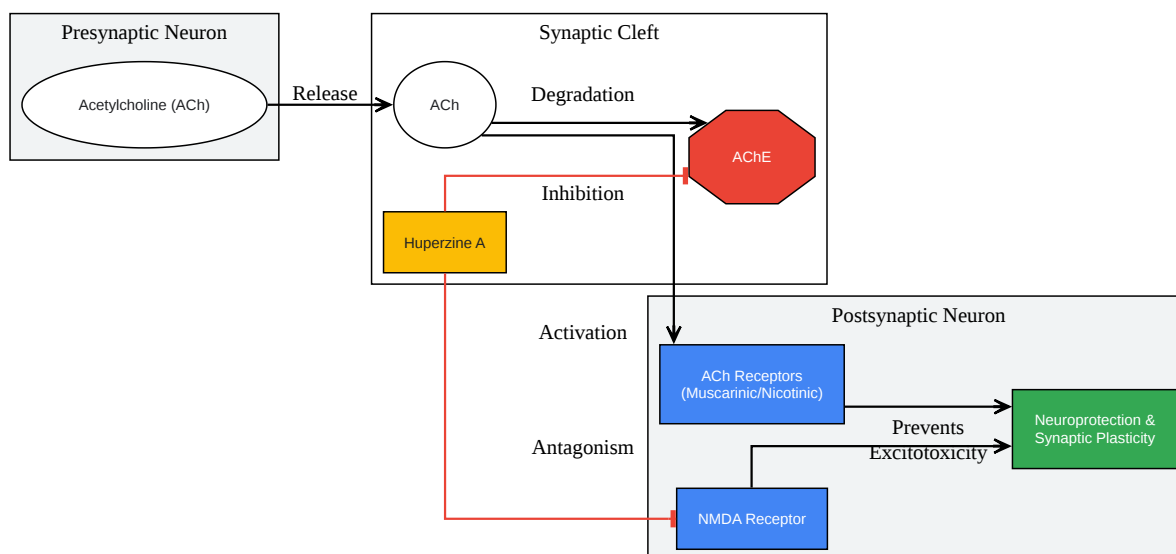 Presynaptic Neuron
Acetylcholine (ACh)
Release
Synaptic Cleft
ACh
Degradation
AChE
Inhibition
Huperzine A
Postsynaptic Neuron
Activation
ACh Receptors
(Muscarinic/Nicotinic)
Neuroprotection &
Synaptic Plasticity
Prevents
Excitotoxicity
Antagonism
NMDA Receptor